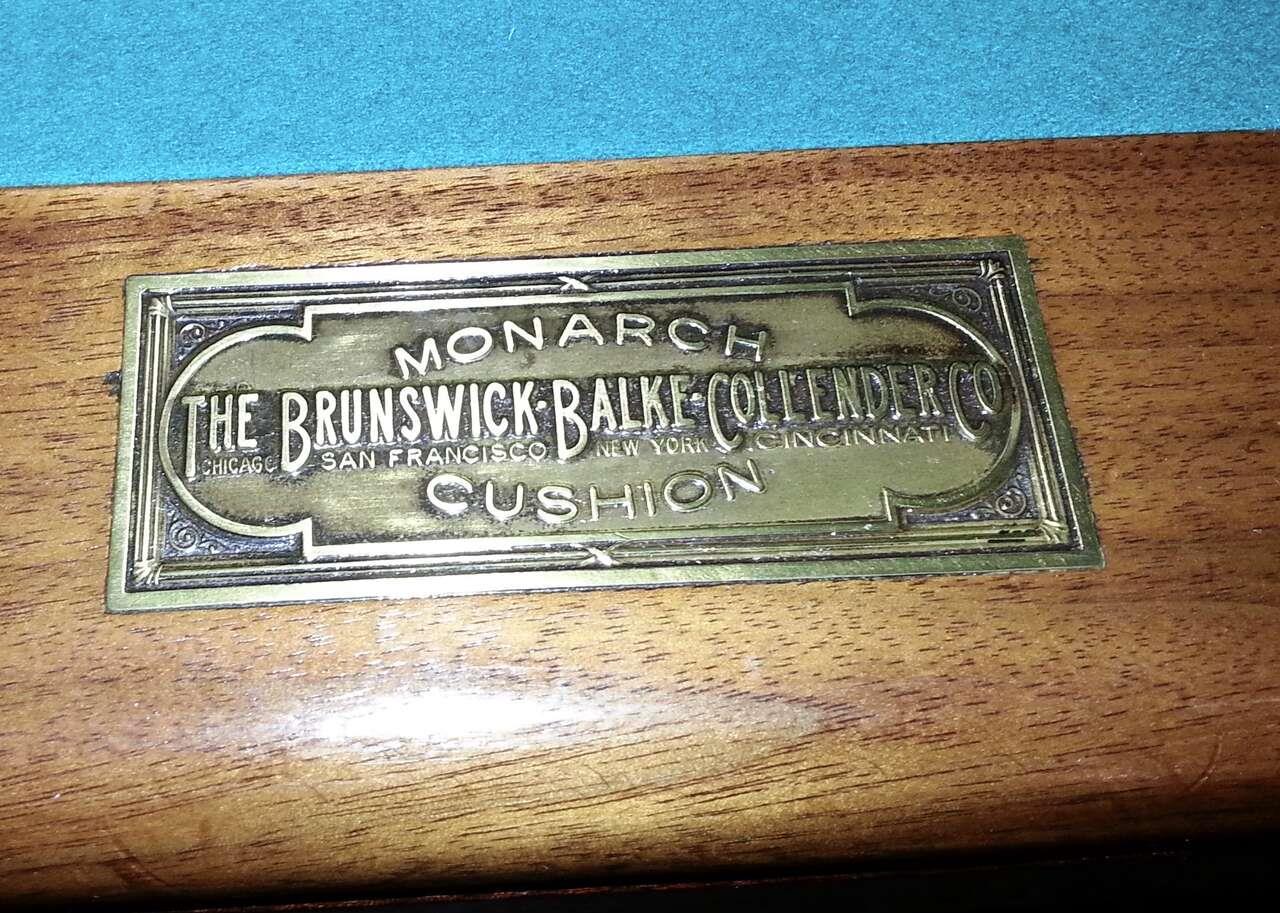 MONARCH
THE BRUNSWICK·BALKE·COLLENDER CO
CHICAGO SAN FRANCISCO NEW YORK CINCINNATI
CUSHION